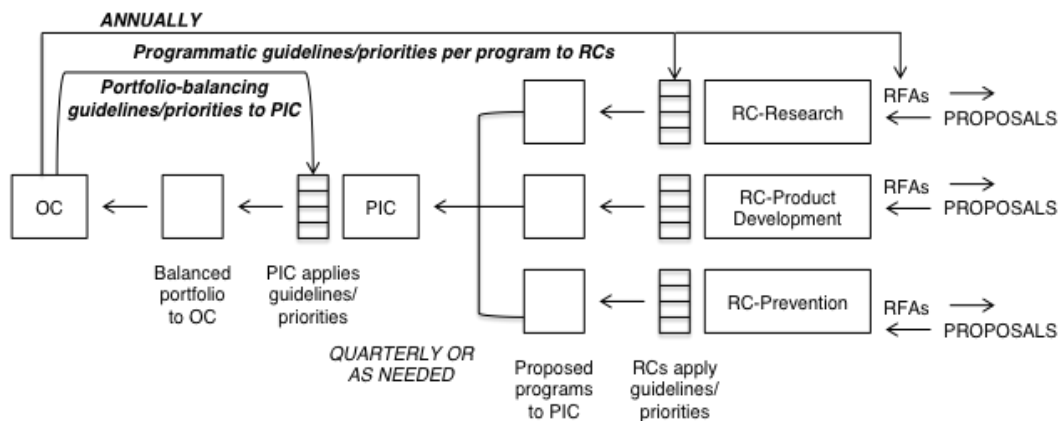 ANNUALLY
Programmatic guidelines/priorities per program to RCs
Portfolio-balancing
guidelines/priorities to PIC
RC-Research
RFAs
PROPOSALS
OC
PIC
RC-Product
Development
RFAs
PROPOSALS
Balanced
portfolio
to OC
PIC applies
guidelines/
priorities
RC-Prevention
RFAs
PROPOSALS
QUARTERLY OR
AS NEEDED
Proposed
programs
to PIC
RCs apply
guidelines/
priorities